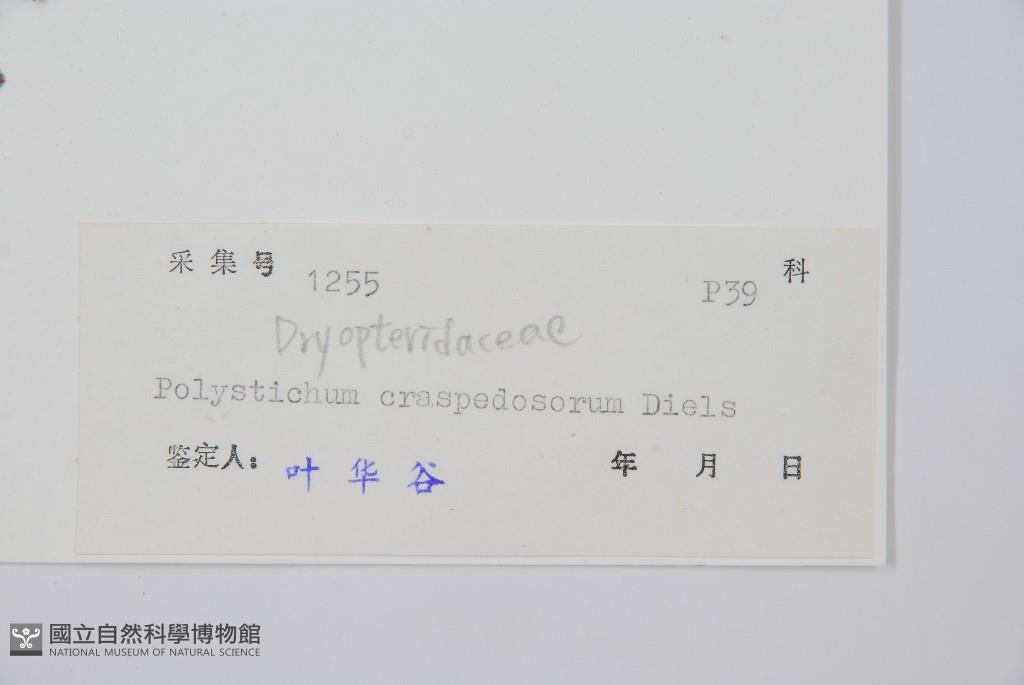 采集号 1255 P39 科
Dryopteridaceae
Polystichum craspedosorum Diels
鉴定人: 叶华谷 年 月 日
國立自然科學博物館
NATIONAL MUSEUM OF NATURAL SCIENCE